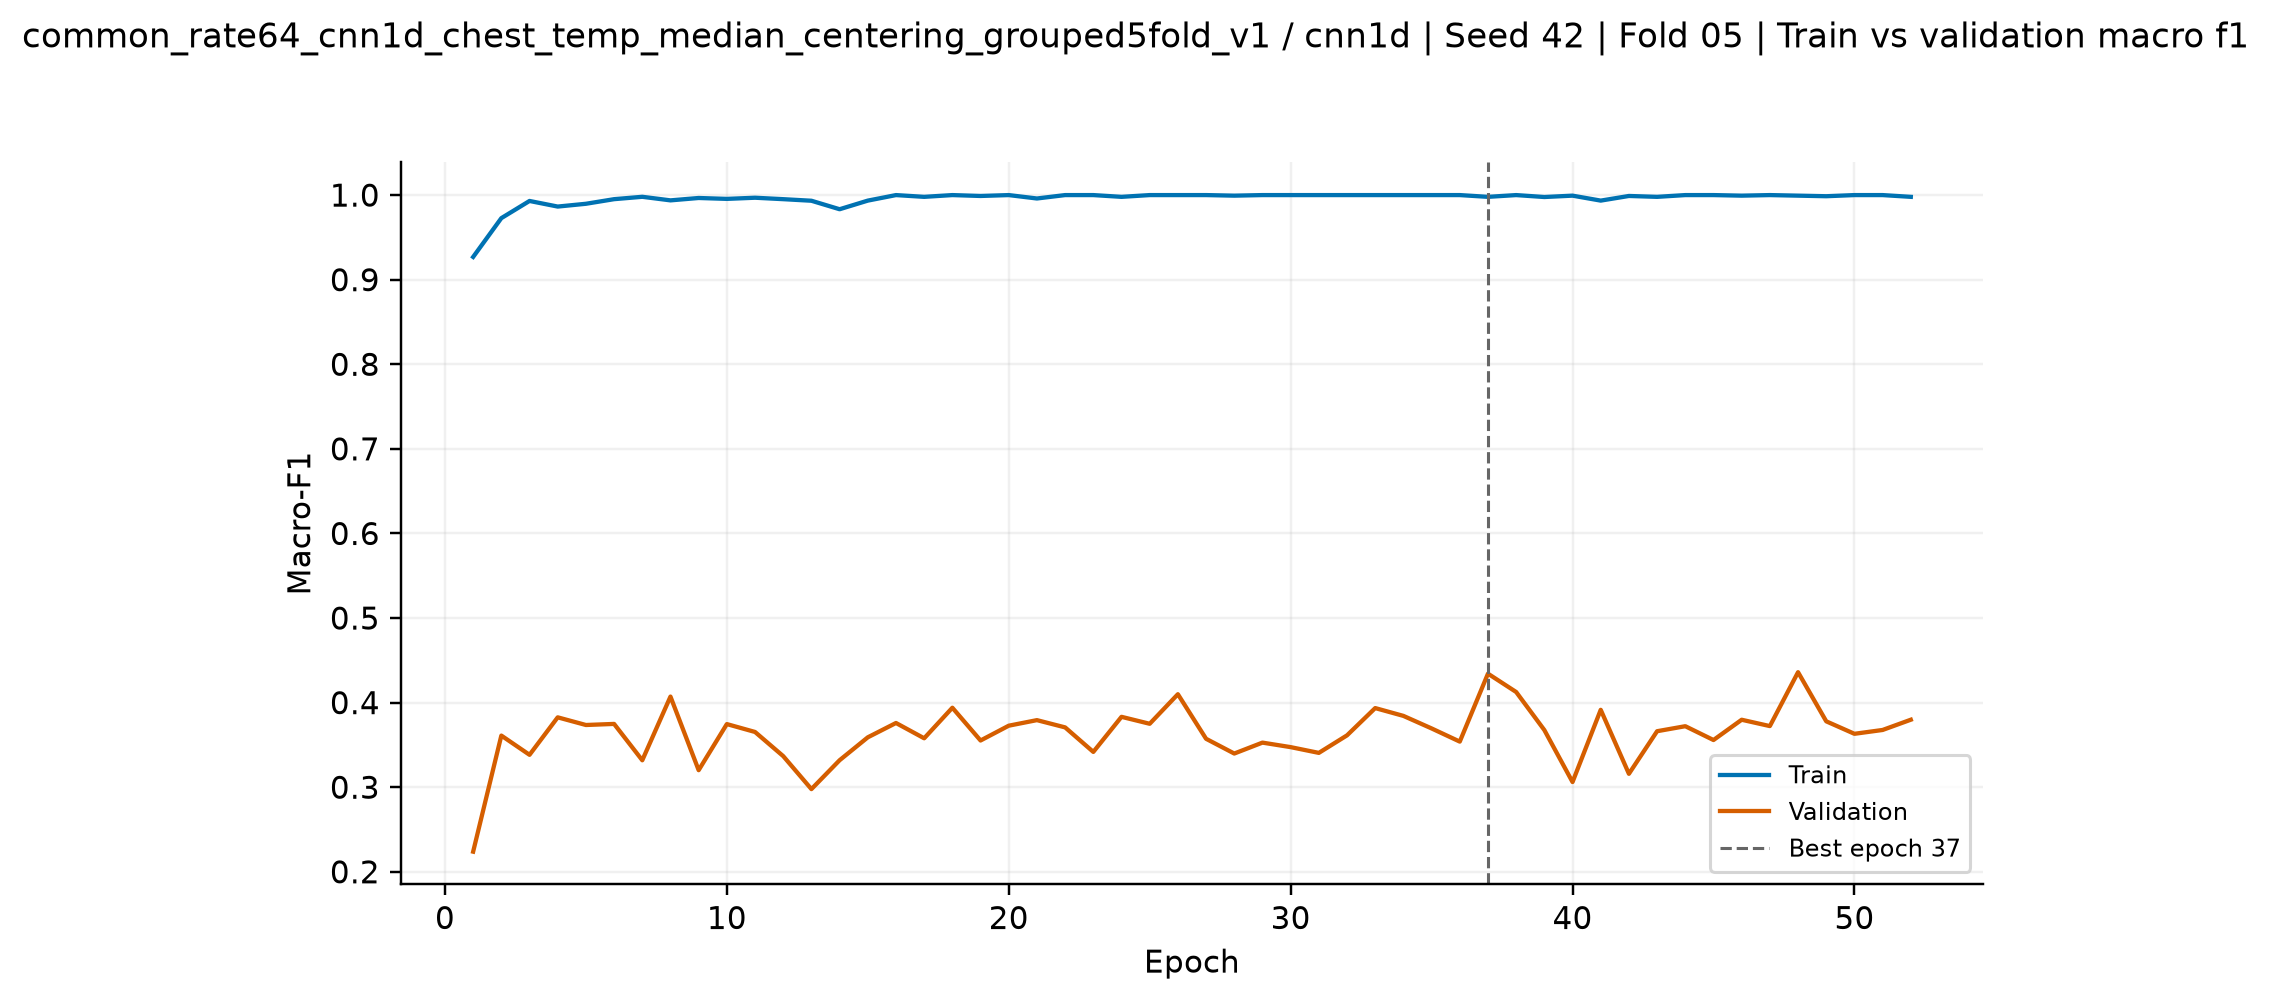 common_rate64_cnn1d_chest_temp_median_centering_grouped5fold_v1 / cnn1d | Seed 42 | Fold 05 | Train vs validation macro f1
1.0
0.9
0.8
0.7
0.6
0.5
0.4
0.3
0.2
Macro-F1
Train
Validation
Best epoch 37
0 10 20 30 40 50
Epoch